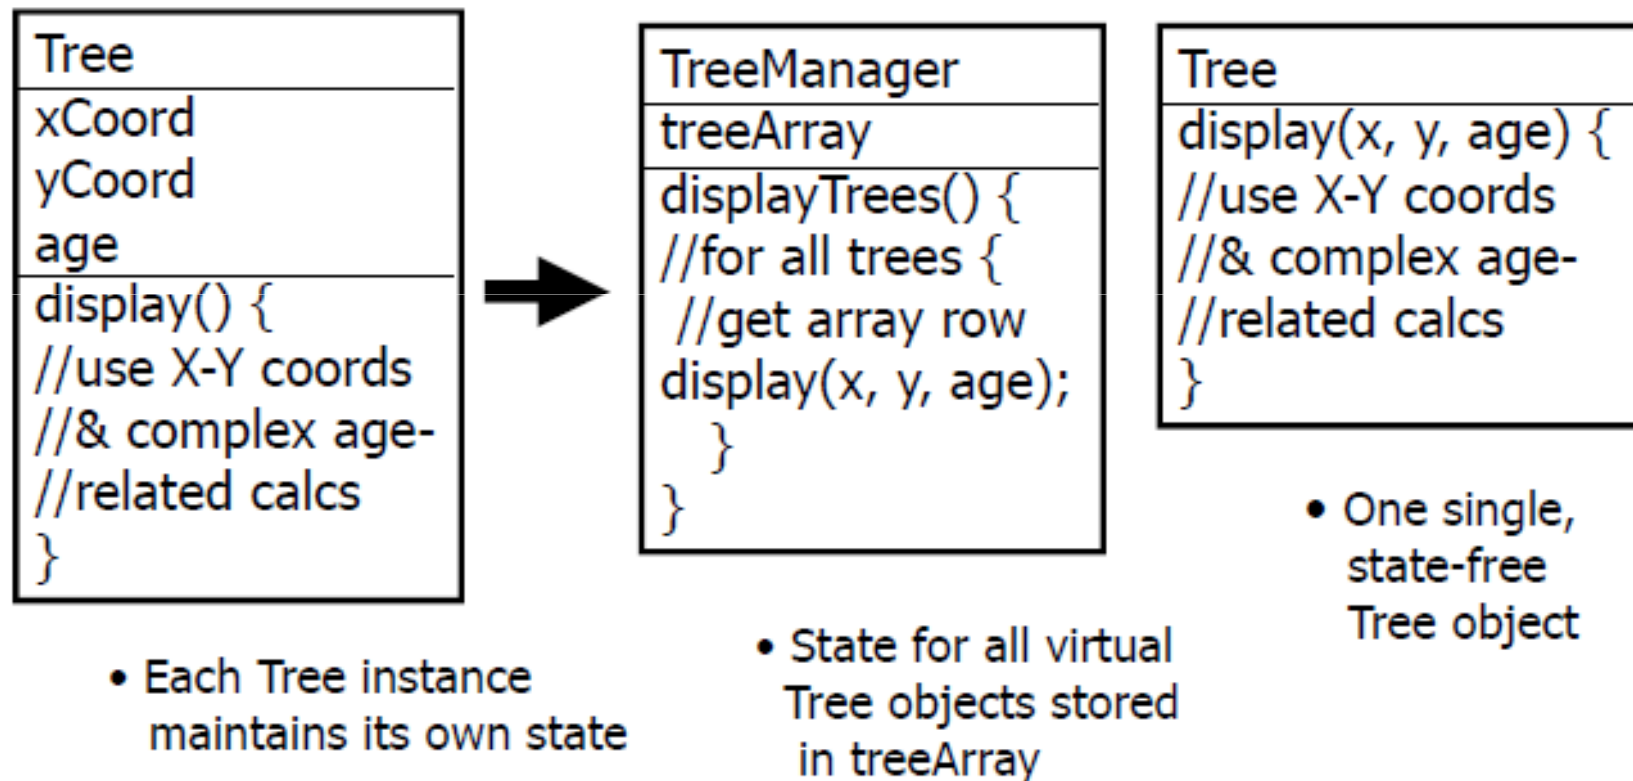 Tree
xCoord
yCoord
age
display() {
//use X-Y coords
//& complex age-
//related calcs
}
• Each Tree instance
maintains its own state
TreeManager
treeArray
displayTrees() {
//for all trees {
//get array row
display(x, y, age);
}
}
• State for all virtual
Tree objects stored
in treeArray
Tree
display(x, y, age) {
//use X-Y coords
//& complex age-
//related calcs
}
• One single,
state-free
Tree object